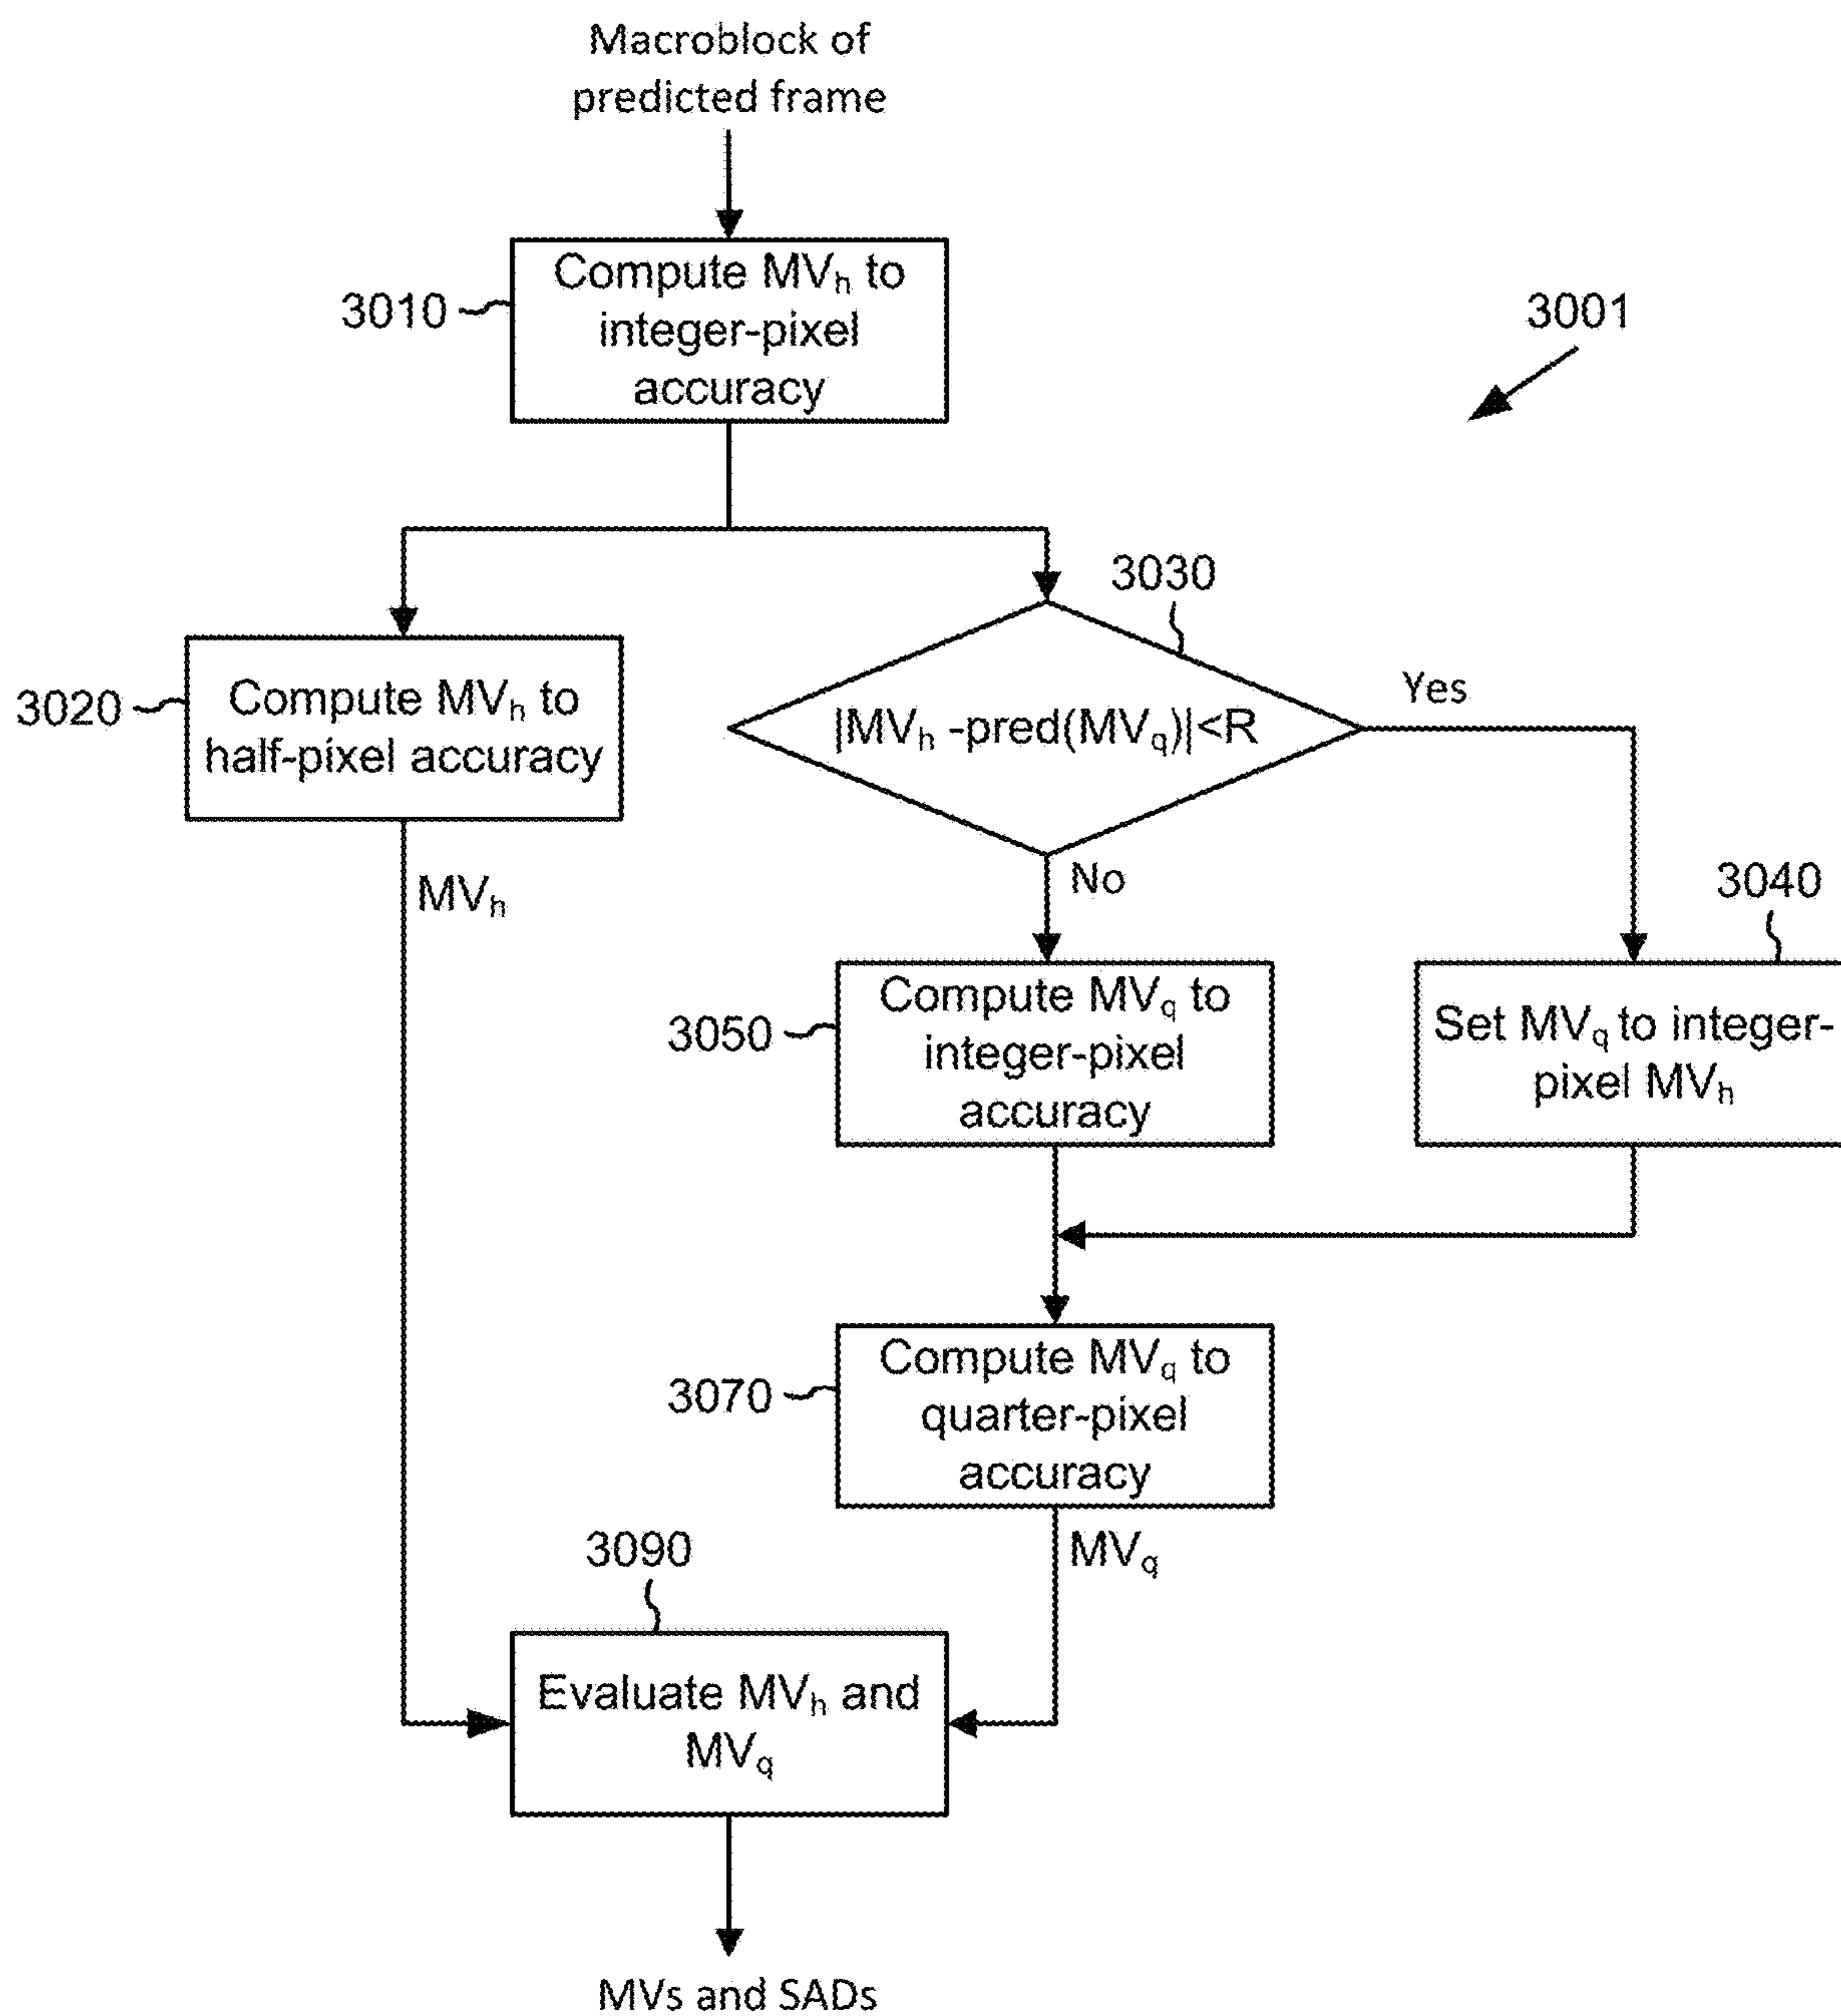 Macroblock of
predicted frame
3010
Compute MVh to
integer-pixel
accuracy
3001
3020
Compute MVh to
half-pixel accuracy
3030
|MVh -pred(MVq)|<R
Yes
No
MVh
3040
Set MVq to integer-
pixel MVh
3050
Compute MVq to
integer-pixel
accuracy
3070
Compute MVq to
quarter-pixel
accuracy
MVq
3090
Evaluate MVh and
MVq
MVs and SADs